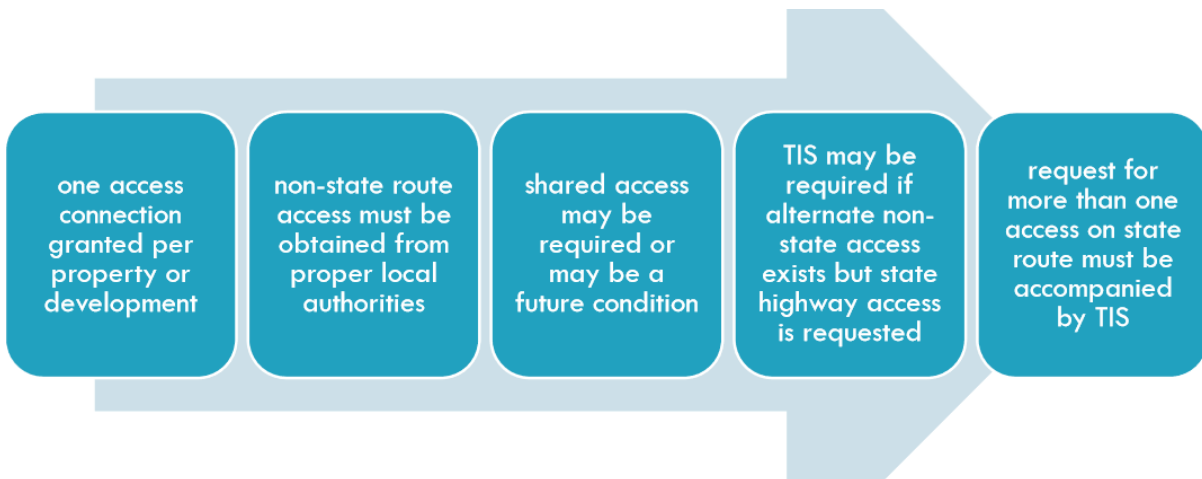 one access
connection
granted per
property or
development
non-state route
access must be
obtained from
proper local
authorities
shared access
may be
required or
may be a
future condition
TIS may be
required if
alternate non-
state access
exists but state
highway access
is requested
request for
more than one
access on state
route must be
accompanied
by TIS